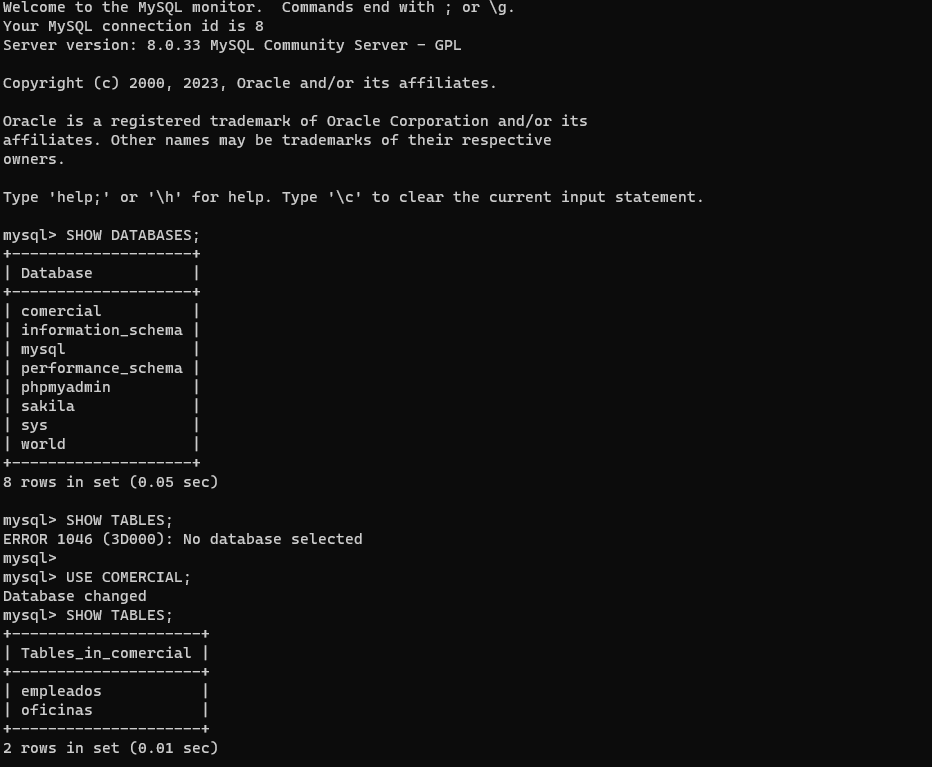 Welcome to the MySQL monitor.  Commands end with ; or \g.
Your MySQL connection id is 8
Server version: 8.0.33 MySQL Community Server - GPL

Copyright (c) 2000, 2023, Oracle and/or its affiliates.

Oracle is a registered trademark of Oracle Corporation and/or its
affiliates. Other names may be trademarks of their respective
owners.

Type 'help;' or '\h' for help. Type '\c' to clear the current input statement.

mysql> SHOW DATABASES;
+--------------------+
| Database           |
+--------------------+
| comercial          |
| information_schema |
| mysql              |
| performance_schema |
| phpmyadmin         |
| sakila             |
| sys                |
| world              |
+--------------------+
8 rows in set (0.05 sec)

mysql> SHOW TABLES;
ERROR 1046 (3D000): No database selected
mysql>
mysql> USE COMERCIAL;
Database changed
mysql> SHOW TABLES;
+---------------------+
| Tables_in_comercial |
+---------------------+
| empleados           |
| oficinas            |
+---------------------+
2 rows in set (0.01 sec)